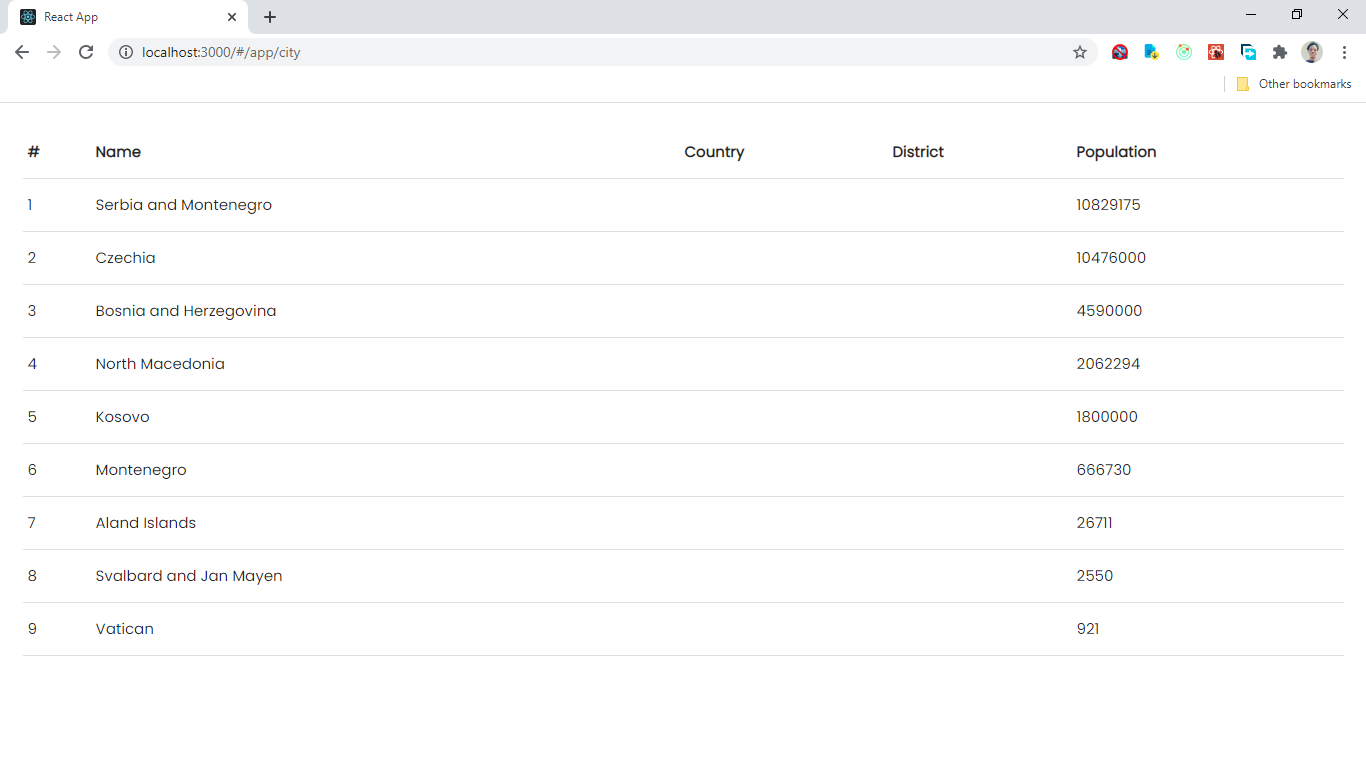 React App
localhost:3000/#/app/city
Other bookmarks
# Name Country District Population
1 Serbia and Montenegro 10829175
2 Czechia 10476000
3 Bosnia and Herzegovina 4590000
4 North Macedonia 2062294
5 Kosovo 1800000
6 Montenegro 666730
7 Aland Islands 26711
8 Svalbard and Jan Mayen 2550
9 Vatican 921